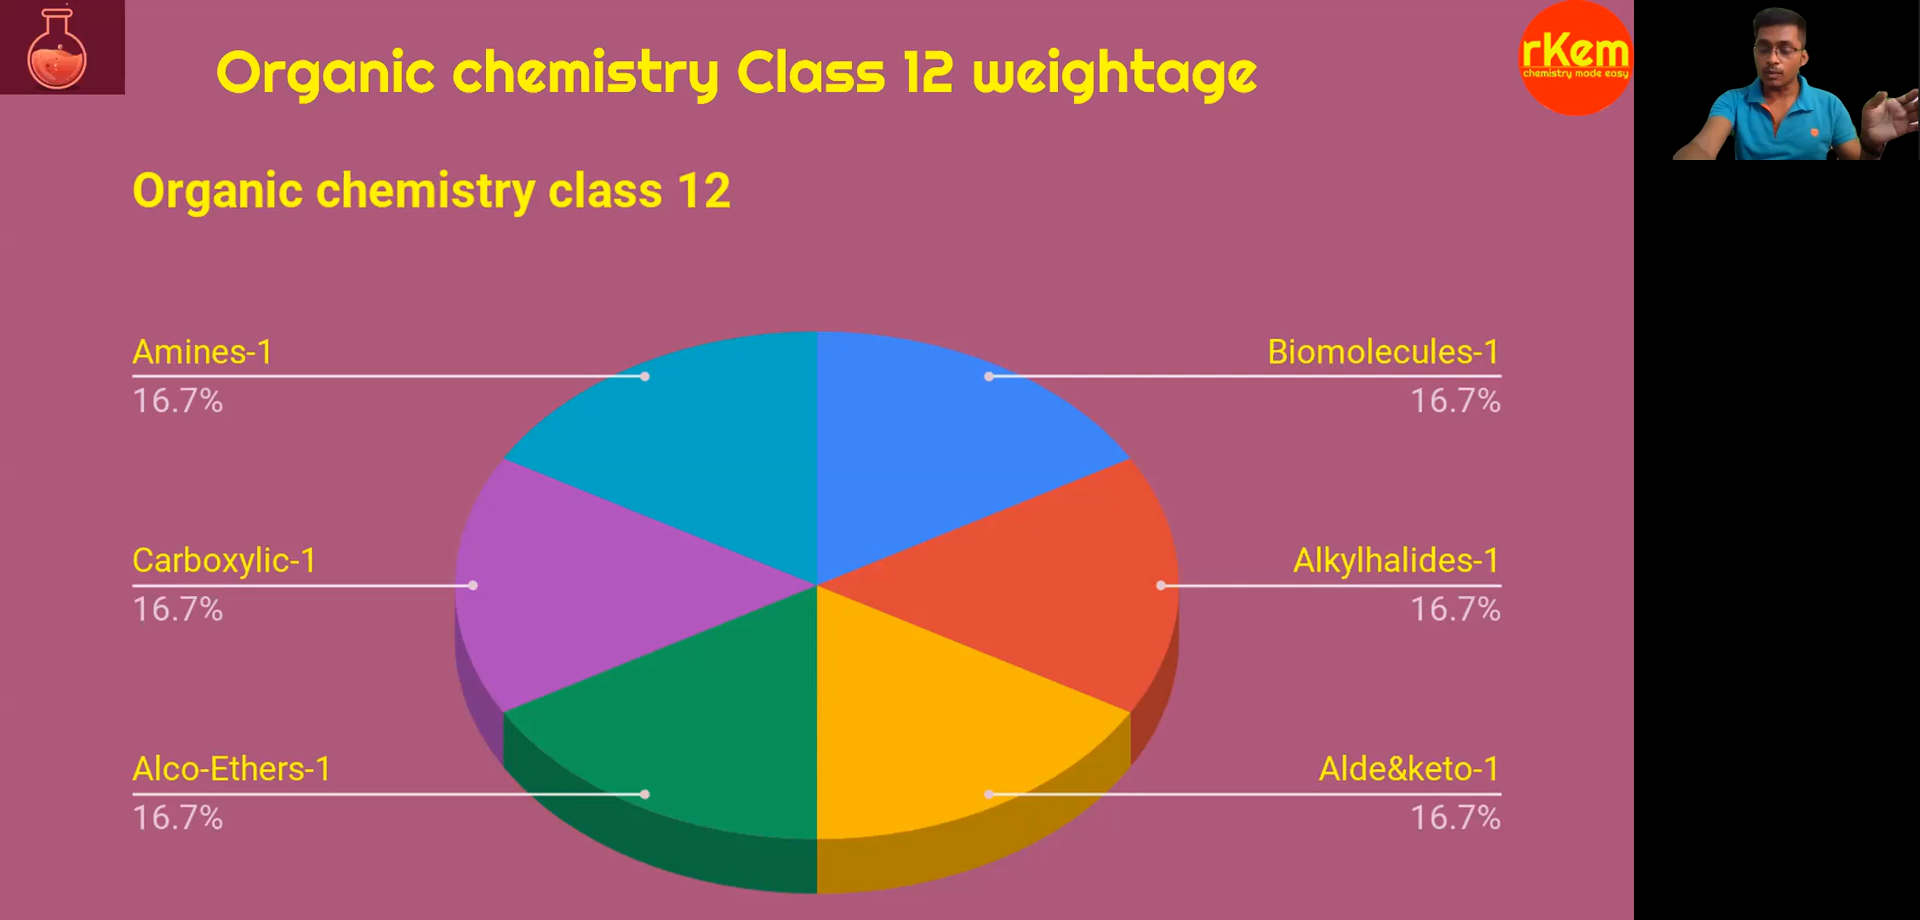 Organic chemistry Class 12 weightage
rKem
chemistry made easy
Organic chemistry class 12
Amines-1
16.7%
Biomolecules-1
16.7%
Carboxylic-1
16.7%
Alkylhalides-1
16.7%
Alco-Ethers-1
16.7%
Alde&keto-1
16.7%